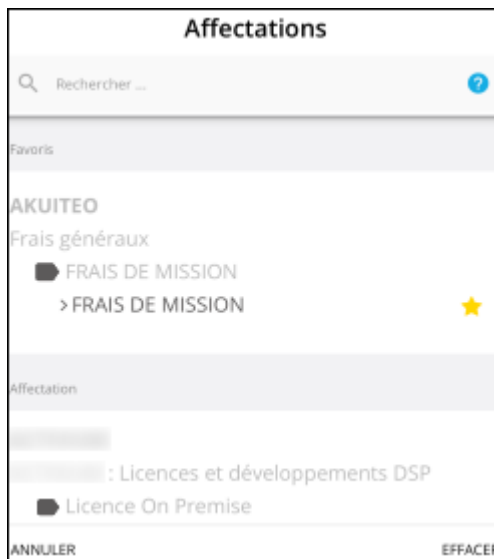 Affectations
Rechercher ...
?
Favoris
AKUITEO
Frais généraux
FRAIS DE MISSION
> FRAIS DE MISSION
Affectation
: Licences et développements DSP
Licence On Premise
ANNULER EFFACER